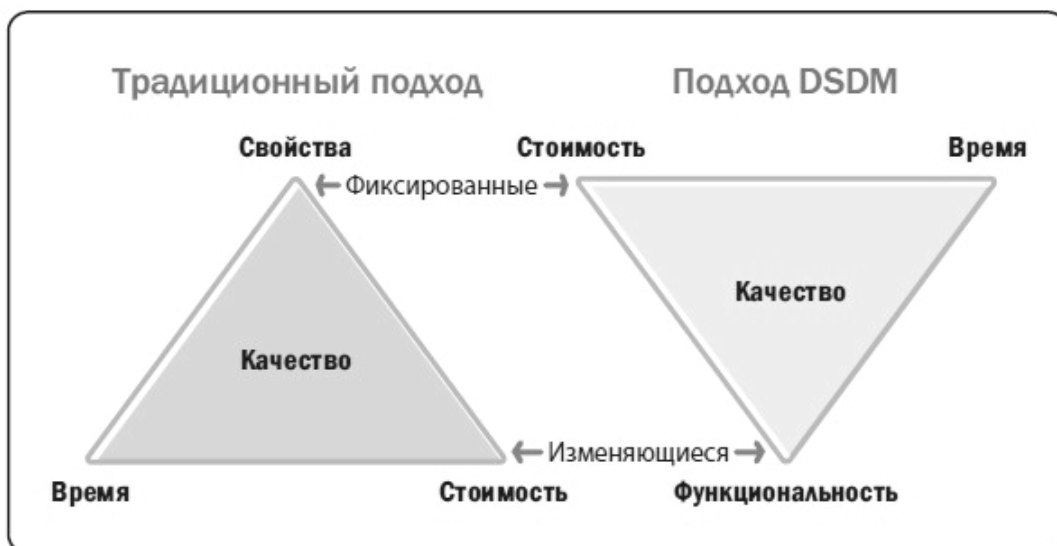 Традиционный подход
Подход DSDM
Свойства
Стоимость
Время
Фиксированные
Качество
Качество
Изменяющиеся
Время
Стоимость
Функциональность